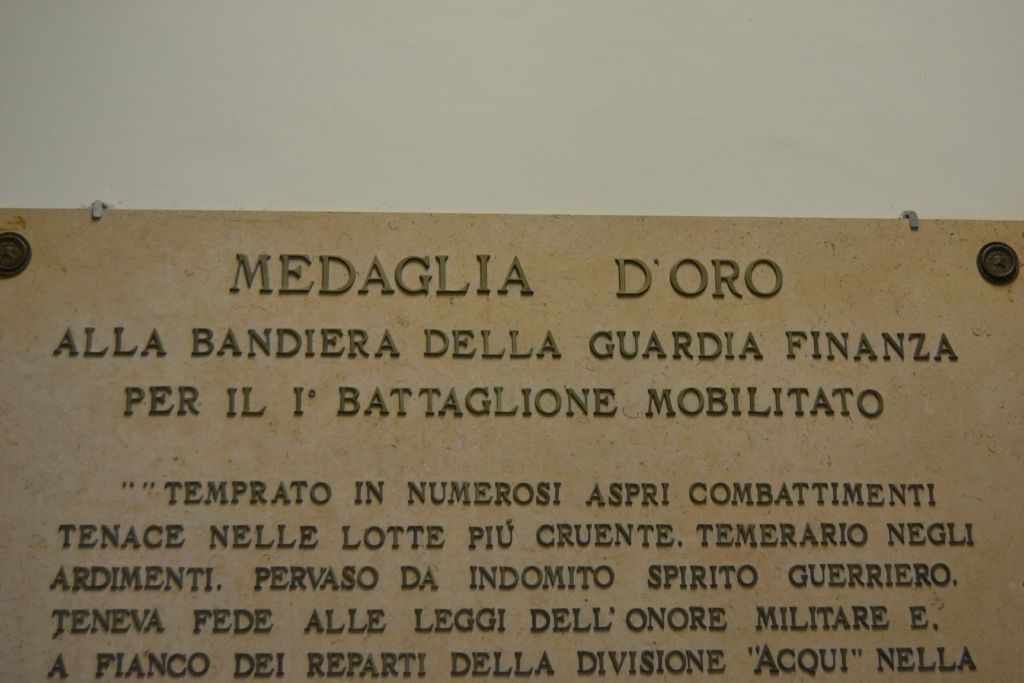 MEDAGLIA D'ORO
ALLA BANDIERA DELLA GUARDIA FINANZA
PER IL I° BATTAGLIONE MOBILITATO
""TEMPRATO IN NUMEROSI ASPRI COMBATTIMENTI
TENACE NELLE LOTTE PIÚ CRUENTE. TEMERARIO NEGLI
ARDIMENTI. PERVASO DA INDOMITO SPIRITO GUERRIERO.
TENEVA FEDE ALLE LEGGI DELL'ONORE MILITARE E.
A FIANCO DEI REPARTI DELLA DIVISIONE "ACQUI" NELLA